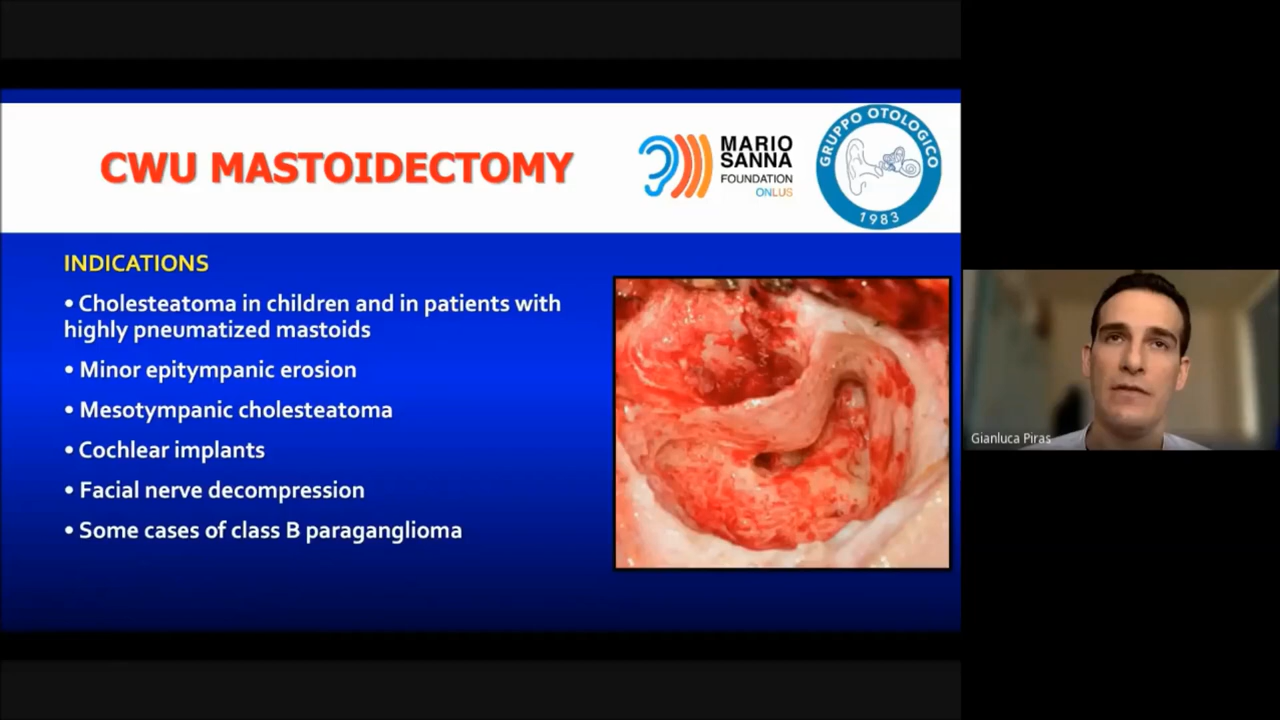 CWU MASTOIDECTOMY
MARIO
SANNA
FOUNDATION
ONLUS
GRUPPO OTOLOGICO
1983
INDICATIONS
• Cholesteatoma in children and in patients with
highly pneumatized mastoids
• Minor epitympanic erosion
• Mesotympanic cholesteatoma
• Cochlear implants
• Facial nerve decompression
• Some cases of class B paraganglioma
Gianluca Piras